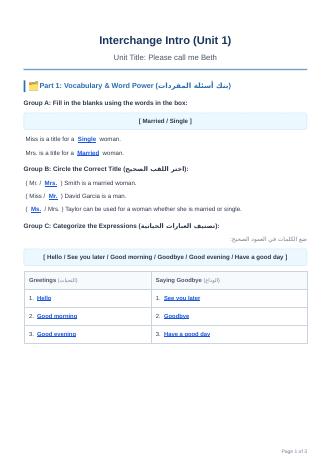 Interchange Intro (Unit 1)
Unit Title: Please call me Beth
Part 1: Vocabulary & Word Power (بنك أسئلة المفردات)
Group A: Fill in the blanks using the words in the box:
[ Married / Single ]
Miss is a title for a Single woman.
Mrs. is a title for a Married woman.
Group B: Circle the Correct Title (اختر اللقب الصحيح):
( Mr. / Mrs. ) Smith is a married woman.
( Miss / Mr. ) David Garcia is a man.
( Ms. / Mrs. ) Taylor can be used for a woman whether she is married or single.
Group C: Categorize the Expressions (تصنيف العبارات الحياتية):
ضع الكلمات في العمود الصحيح:
[ Hello / See you later / Good morning / Goodbye / Good evening / Have a good day ]
Greetings (التحيات) Saying Goodbye (الوداع)
1. Hello 1. See you later
2. Good morning 2. Goodbye
3. Good evening 3. Have a good day
Page 1 of 3